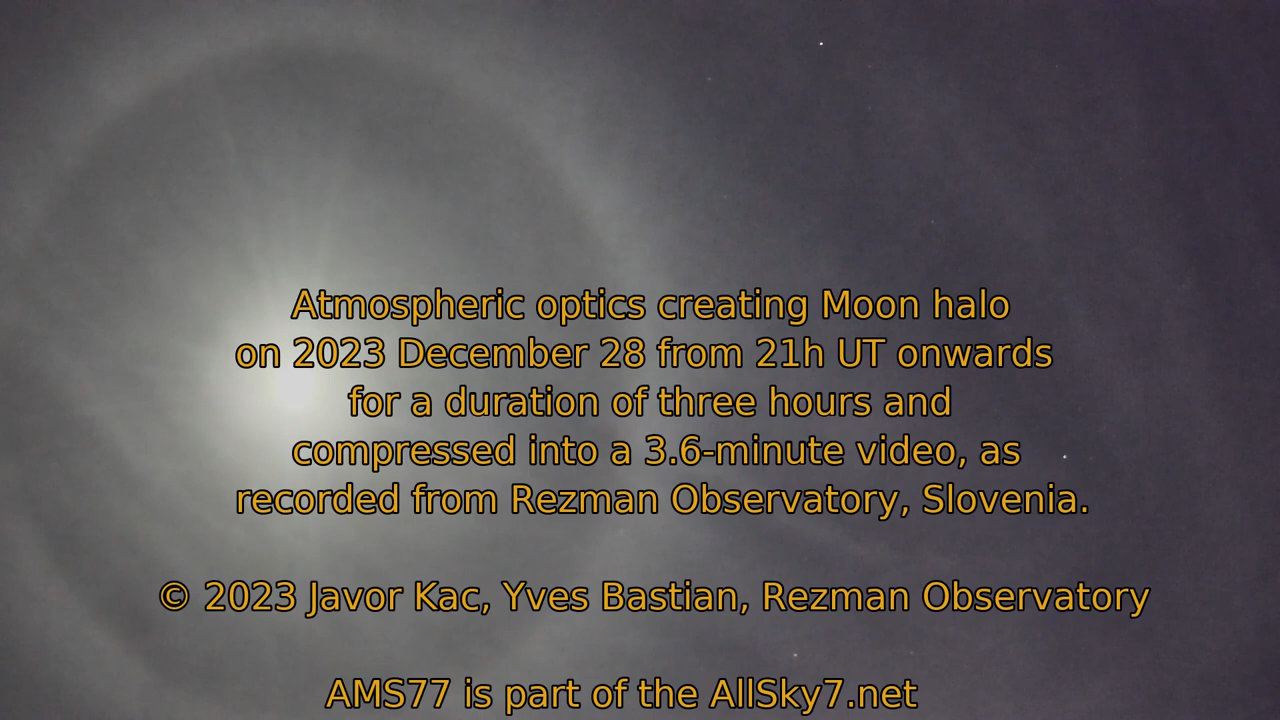 Atmospheric optics creating Moon halo
on 2023 December 28 from 21h UT onwards
for a duration of three hours and
compressed into a 3.6-minute video, as
recorded from Rezman Observatory, Slovenia.
© 2023 Javor Kac, Yves Bastian, Rezman Observatory
AMS77 is part of the AllSky7.net